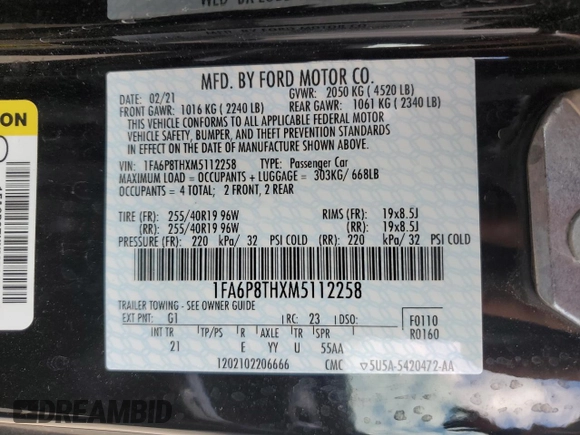 MFD. BY FORD MOTOR CO.
DATE: 02/21 GVWR: 2050 KG ( 4520 LB)
FRONT GAWR: 1016 KG ( 2240 LB) REAR GAWR: 1061 KG ( 2340 LB)
THIS VEHICLE CONFORMS TO ALL APPLICABLE FEDERAL MOTOR
VEHICLE SAFETY, BUMPER, AND THEFT PREVENTION STANDARDS IN
EFFECT ON THE DATE OF MANUFACTURE SHOWN ABOVE.
VIN: 1FA6P8THXM5112258 TYPE: Passenger Car
MAXIMUM LOAD = OCCUPANTS + LUGGAGE = 303KG/ 668LB
OCCUPANTS = 4 TOTAL; 2 FRONT, 2 REAR
TIRE (FR): 255/40R19 96W RIMS (FR): 19x8.5J
(RR): 255/40R19 96W (RR): 19x8.5J
PRESSURE (FR): 220 kPa/ 32 PSI COLD (RR): 220 kPa/ 32 PSI COLD
1FA6P8THXM5112258
TRAILER TOWING - SEE OWNER GUIDE
EXT PNT: G1 RC: 23 DSO: F0110
INT TR TP/PS R AXLE TR SPR R0160
21 E YY U 55AA
1202102206666 CMC 5U5A-5420472-AA
DREAMBID